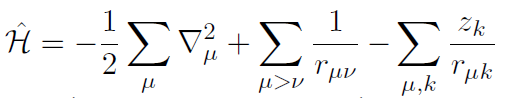 $\hat{\mathcal{H}} = -\frac{1}{2} \sum_{\mu} \nabla_{\mu}^{2} + \sum_{\mu > \nu} \frac{1}{r_{\mu\nu}} - \sum_{\mu,k} \frac{z_k}{r_{\mu k}}$